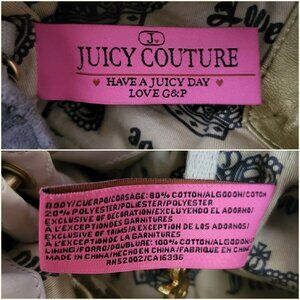 J.
JUICY COUTURE
HAVE A JUICY DAY
LOVE G&P
BODY/CUERPO/CORSAGE: 80% COTTON/ALGODON/COTON
20% POLYESTER/POLIESTER/POLYESTER
EXCLUSIVE OF DECORATION/EXCLUYENDO EL ADORNO/
A L'EXCEPTION DES GARNITURES
EXCLUSIVE OF TRIMS/A EXCEPCION DE LOS ADORNO/
A L'EXCEPTION DE LA GARNITURES
LINING/FORRO/DOUBLURE: 100% COTTON/ALGODON/COTON
MADE IN CHINA/HECHO EN CHINA/FABRIQUE EN CHINE
RN52002/CA16396